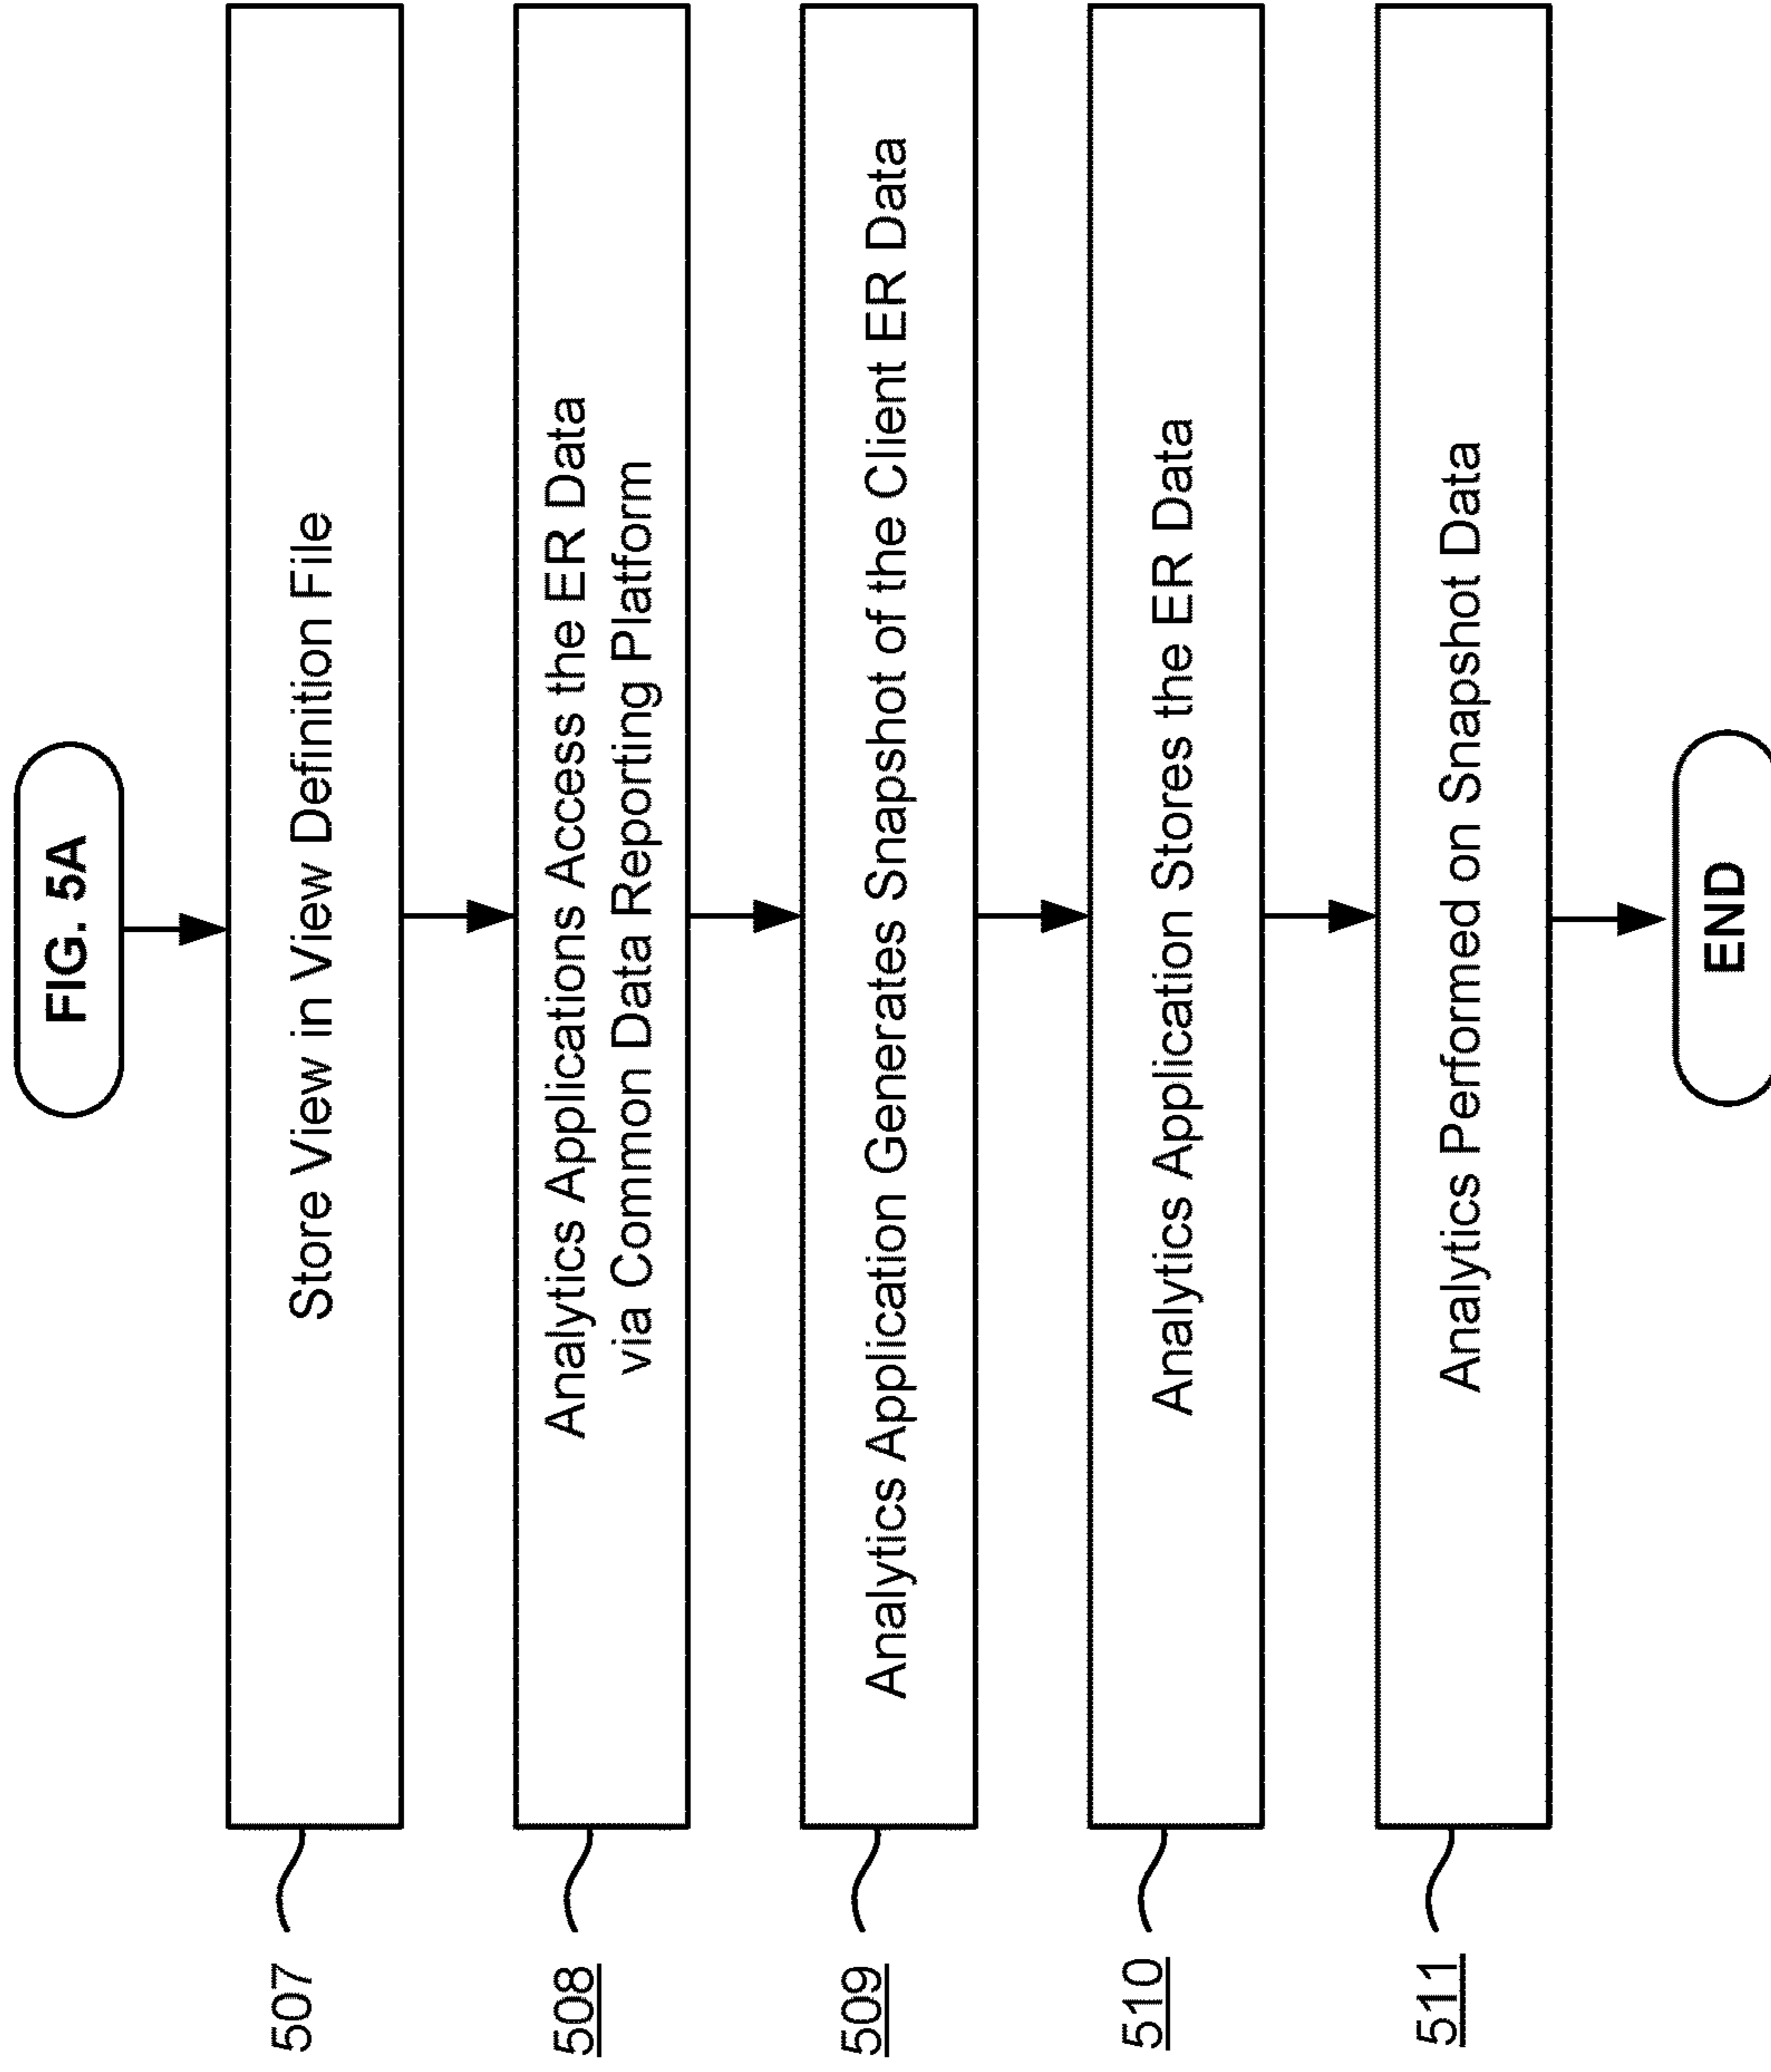 FIG. 5A
507
Store View in View Definition File
508
Analytics Applications Access the ER Data
via Common Data Reporting Platform
509
Analytics Application Generates Snapshot of the Client ER Data
510
Analytics Application Stores the ER Data
511
Analytics Performed on Snapshot Data
END